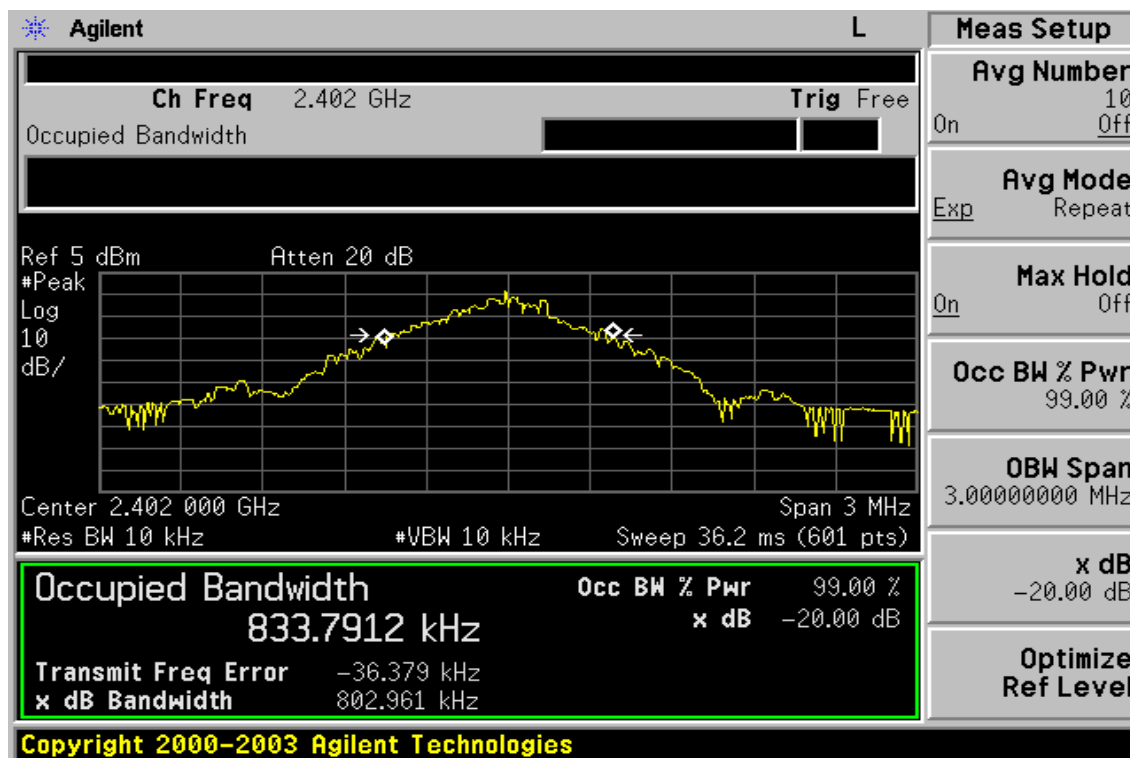 Agilent L
Ch Freq 2.402 GHz Trig Free
Occupied Bandwidth
Ref 5 dBm Atten 20 dB
#Peak
Log
10
dB/
Center 2.402 000 GHz Span 3 MHz
#Res BW 10 kHz #VBW 10 kHz Sweep 36.2 ms (601 pts)
Occupied Bandwidth Occ BW % Pwr 99.00 %
833.7912 kHz x dB -20.00 dB
Transmit Freq Error -36.379 kHz
x dB Bandwidth 802.961 kHz
Copyright 2000-2003 Agilent Technologies
Meas Setup
Avg Number
10
On Off
Avg Mode
Exp Repeat
Max Hold
On Off
Occ BW % Pwr
99.00 %
OBW Span
3.00000000 MHz
x dB
-20.00 dB
Optimize
Ref Level